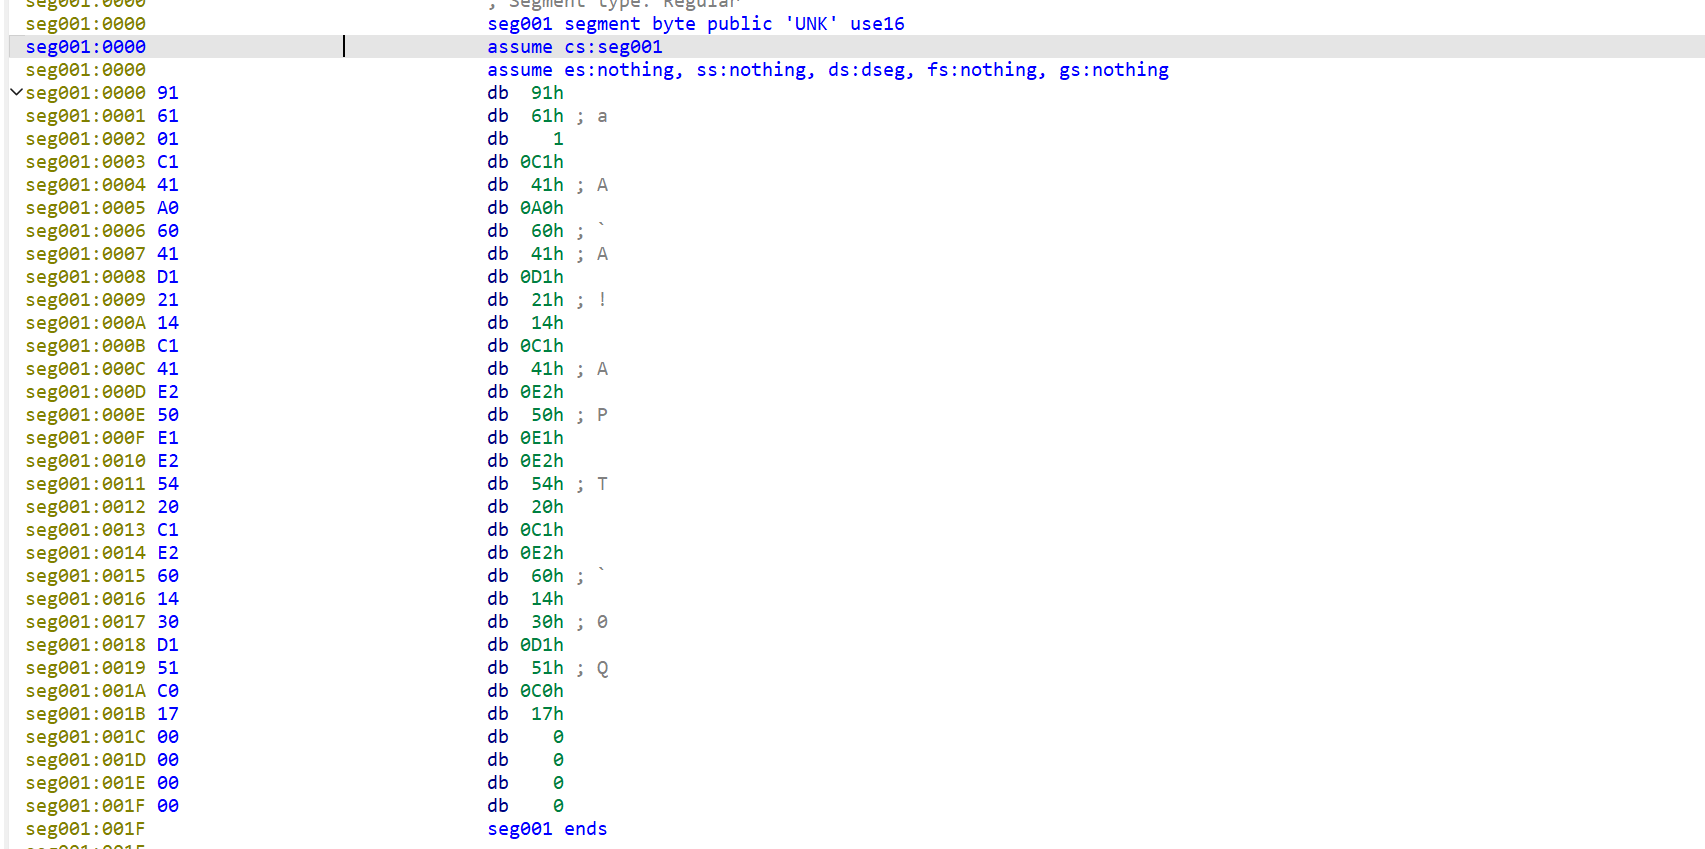 seg001:0000 ; Segment type: Regular
seg001:0000 seg001 segment byte public 'UNK' use16
seg001:0000 assume cs:seg001
seg001:0000 assume es:nothing, ss:nothing, ds:dseg, fs:nothing, gs:nothing
seg001:0000 91 db 91h
seg001:0001 61 db 61h ; a
seg001:0002 01 db 1
seg001:0003 C1 db 0C1h
seg001:0004 41 db 41h ; A
seg001:0005 A0 db 0A0h
seg001:0006 60 db 60h ; `
seg001:0007 41 db 41h ; A
seg001:0008 D1 db 0D1h
seg001:0009 21 db 21h ; !
seg001:000A 14 db 14h
seg001:000B C1 db 0C1h
seg001:000C 41 db 41h ; A
seg001:000D E2 db 0E2h
seg001:000E 50 db 50h ; P
seg001:000F E1 db 0E1h
seg001:0010 E2 db 0E2h
seg001:0011 54 db 54h ; T
seg001:0012 20 db 20h
seg001:0013 C1 db 0C1h
seg001:0014 E2 db 0E2h
seg001:0015 60 db 60h ; `
seg001:0016 14 db 14h
seg001:0017 30 db 30h ; 0
seg001:0018 D1 db 0D1h
seg001:0019 51 db 51h ; Q
seg001:001A C0 db 0C0h
seg001:001B 17 db 17h
seg001:001C 00 db 0
seg001:001D 00 db 0
seg001:001E 00 db 0
seg001:001F 00 db 0
seg001:001F seg001 ends